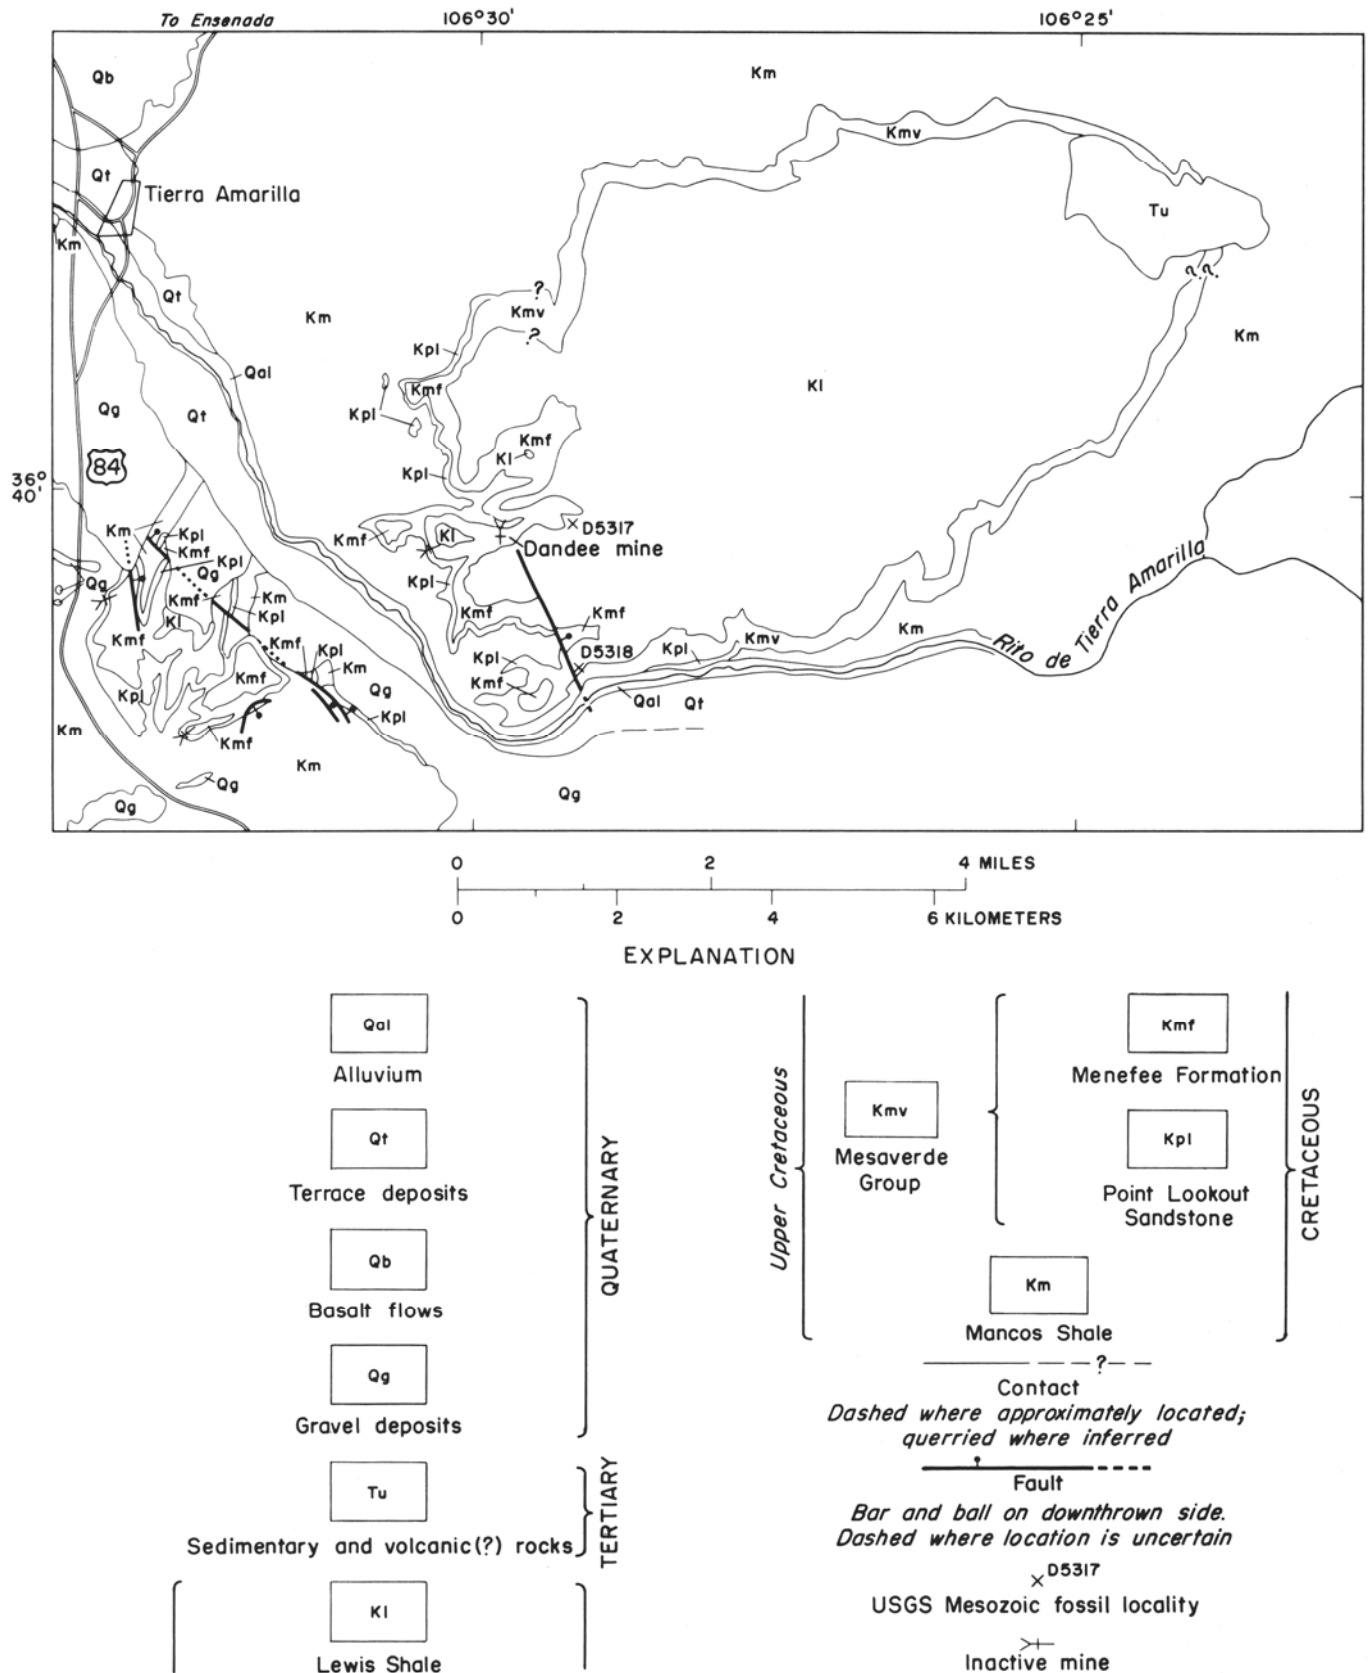 To Ensenada
106° 30'
106° 25'
Qb
Km
Kmv
Qt
Tierra Amarilla
Tu
Km
? ?
Qt
?
Kmv
Km
?
Km
Kpl
Qal
Kl
Kmf
Qg
Qt
Kpl
Kmf
Kl
84
Kpl
36°
40'
Km
Kpl
Kmf
Kl
D5317
Dandee mine
Kmf
Kpl
Qg
Qg
Kpl
Rito de Tierra Amarilla
Kmf
Km
Kpl
Kmf
Kmf
Kl
Km
Kmf
Kmf
Kpl
Kpl
D5318
Kpl
Kmv
Km
Kmf
Kmf
Kpl
Qg
Qal
Qt
Kpl
Km
Kmf
Km
Qg
Qg
Qg
0 2 4 MILES
0 2 4 6 KILOMETERS
EXPLANATION
Qal
Alluvium
Qt
Terrace deposits
Qb
Basalt flows
Qg
Gravel deposits
QUATERNARY
Tu
Sedimentary and volcanic(?) rocks
TERTIARY
Kl
Lewis Shale
Upper Cretaceous
Kmv
Mesaverde
Group
Kmf
Menefee Formation
Kpl
Point Lookout
Sandstone
Km
Mancos Shale
CRETACEOUS
?
Contact
Dashed where approximately located;
querried where inferred
Fault
Bar and ball on downthrown side.
Dashed where location is uncertain
D5317
USGS Mesozoic fossil locality
Inactive mine